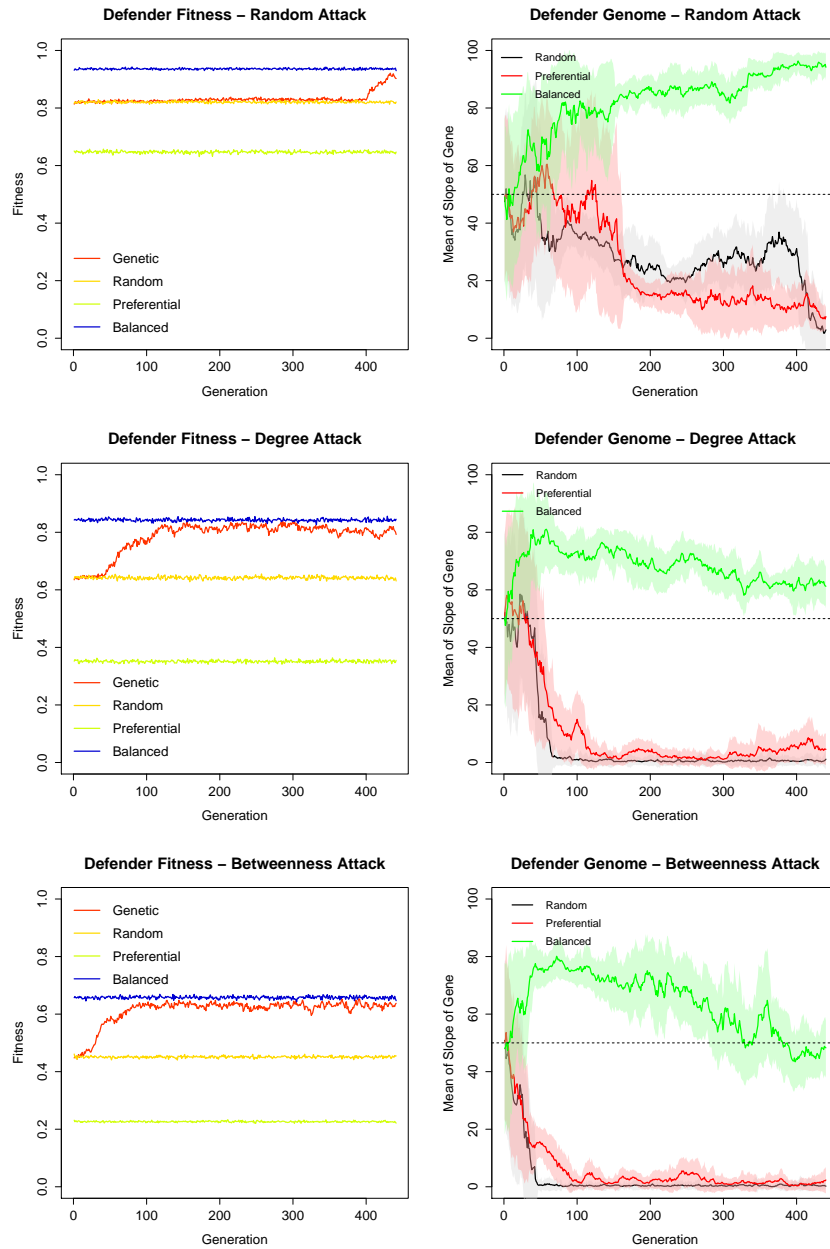 Defender Fitness − Random Attack
Fitness
0.0 0.2 0.4 0.6 0.8 1.0
Genetic
Random
Preferential
Balanced
0 100 200 300 400
Generation
Defender Genome − Random Attack
Mean of Slope of Gene
0 20 40 60 80 100
Random
Preferential
Balanced
0 100 200 300 400
Generation
Defender Fitness − Degree Attack
Fitness
0.0 0.2 0.4 0.6 0.8 1.0
Genetic
Random
Preferential
Balanced
0 100 200 300 400
Generation
Defender Genome − Degree Attack
Mean of Slope of Gene
0 20 40 60 80 100
Random
Preferential
Balanced
0 100 200 300 400
Generation
Defender Fitness − Betweenness Attack
Fitness
0.0 0.2 0.4 0.6 0.8 1.0
Genetic
Random
Preferential
Balanced
0 100 200 300 400
Generation
Defender Genome − Betweenness Attack
Mean of Slope of Gene
0 20 40 60 80 100
Random
Preferential
Balanced
0 100 200 300 400
Generation